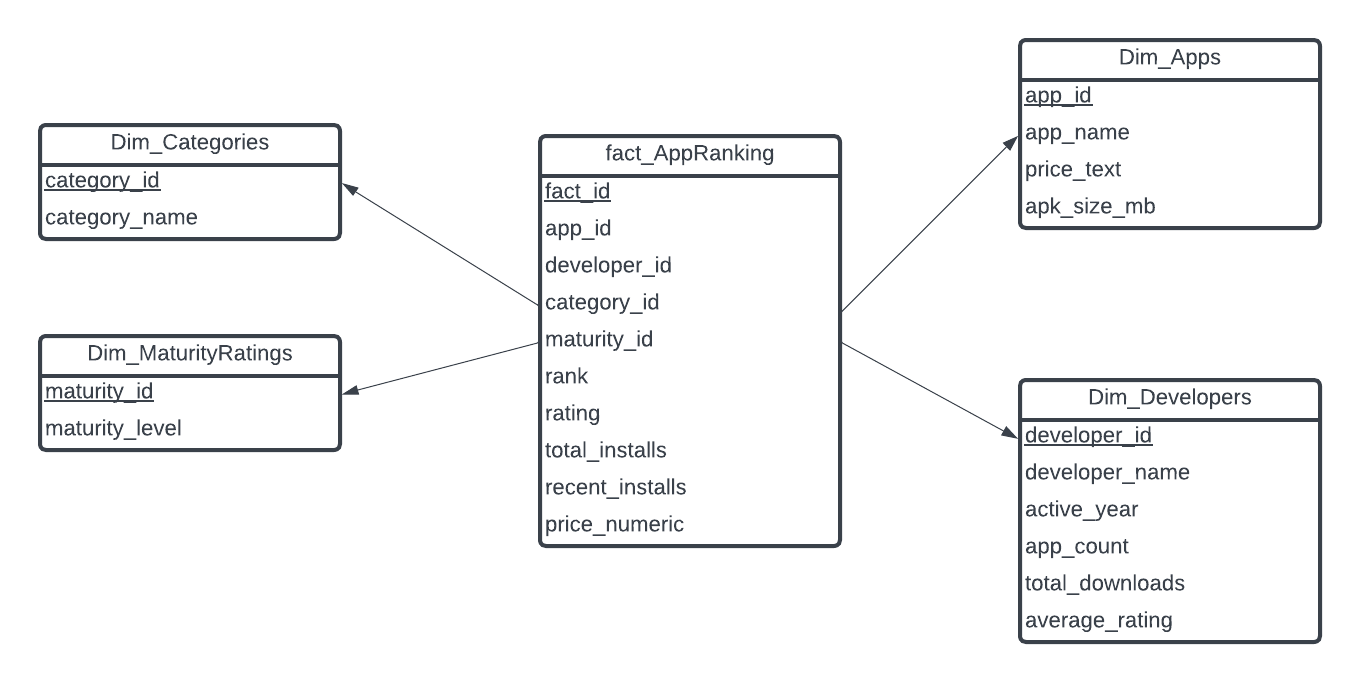 Dim_Categories
category_id
category_name
Dim_MaturityRatings
maturity_id
maturity_level
fact_AppRanking
fact_id
app_id
developer_id
category_id
maturity_id
rank
rating
total_installs
recent_installs
price_numeric
Dim_Apps
app_id
app_name
price_text
apk_size_mb
Dim_Developers
developer_id
developer_name
active_year
app_count
total_downloads
average_rating